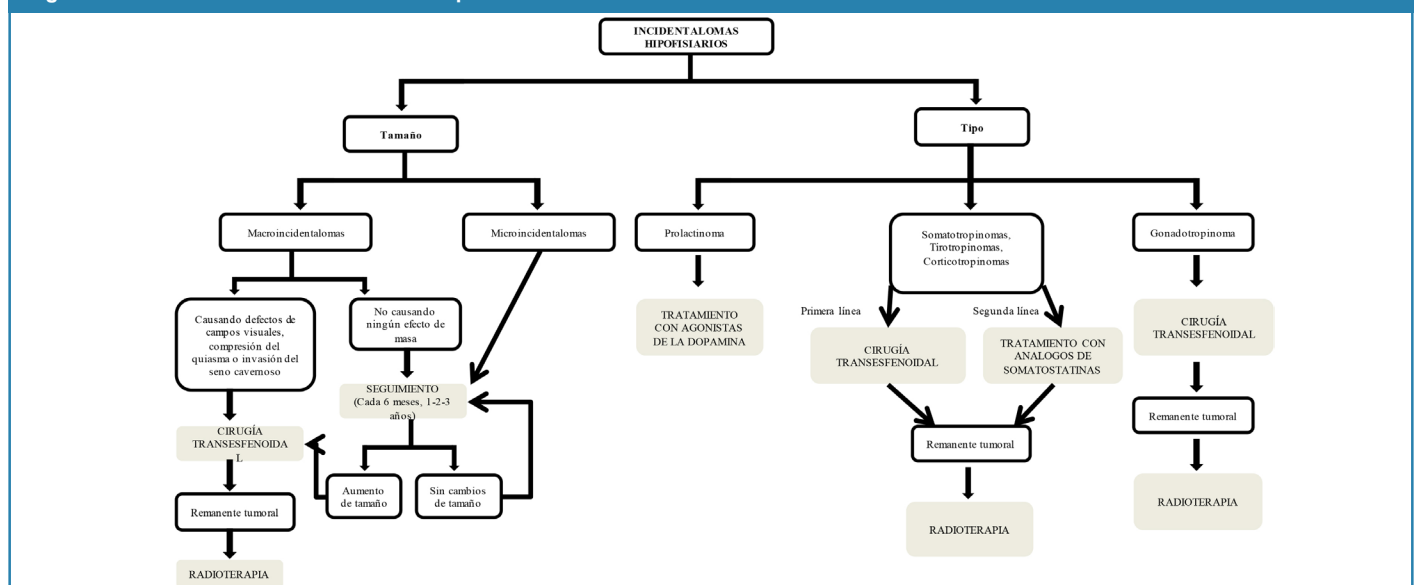 INCIDENTALOMAS
HIPOFISIARIOS
Tamaño
Tipo
Macroincidentalomas
Microincidentalomas
Prolactinoma
Somatotropinomas,
Tirotropinomas,
Corticotropinomas
Gonadotropinoma
Causando defectos de
campos visuales,
compresión del
quiasma o invasión del
seno cavernoso
No causando
ningún efecto de
masa
TRATAMIENTO
CON AGONISTAS
DE LA DOPAMINA
Primera línea
Segunda línea
CIRUGÍA
TRANSESFENOIDAL
TRATAMIENTO CON
ANALOGOS DE
SOMATOSTATINAS
CIRUGÍA
TRANSESFENOIDAL
SEGUIMIENTO
(Cada 6 meses, 1-2-3
años)
CIRUGÍA
TRANSESFENOIDA
L
Aumento
de tamaño
Sin cambios
de tamaño
Remanente tumoral
Remanente tumoral
Remanente tumoral
RADIOTERAPIA
RADIOTERAPIA
RADIOTERAPIA